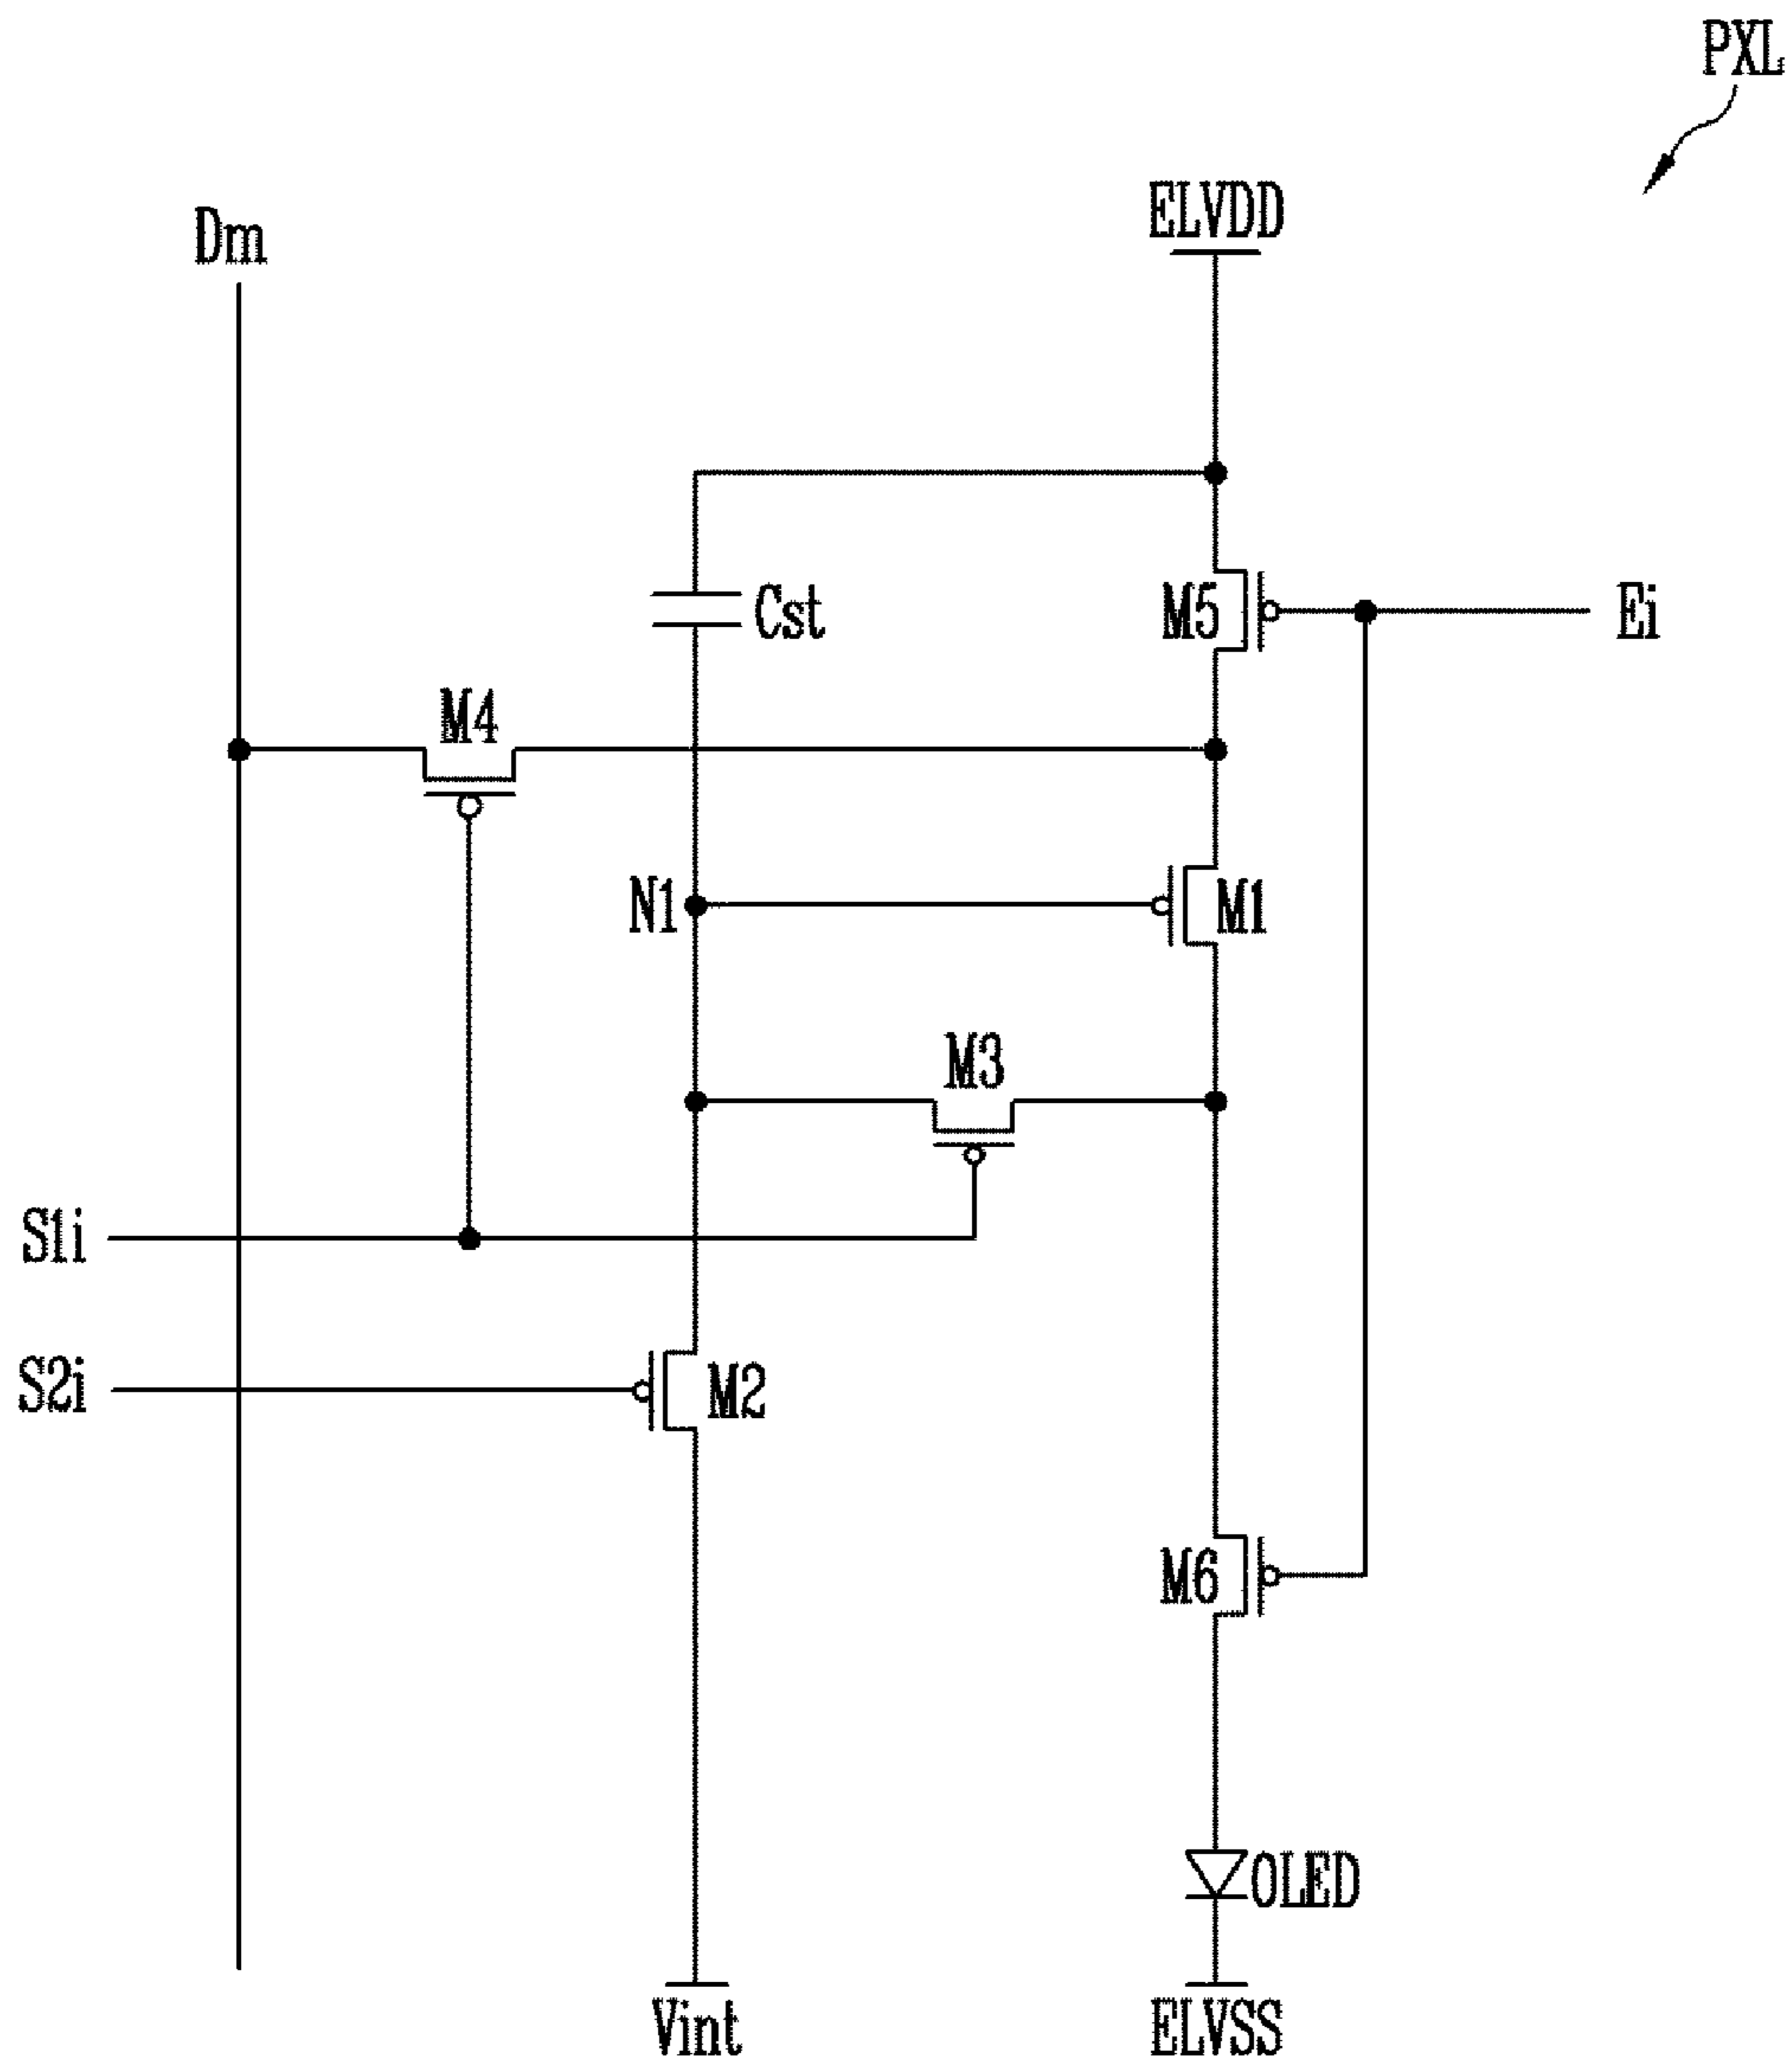 PXL
ELVDD
Dm
M5
Cst
Ei
M4
N1
M1
M3
S1i
S2i
M2
M6
OLED
Vint
ELVSS